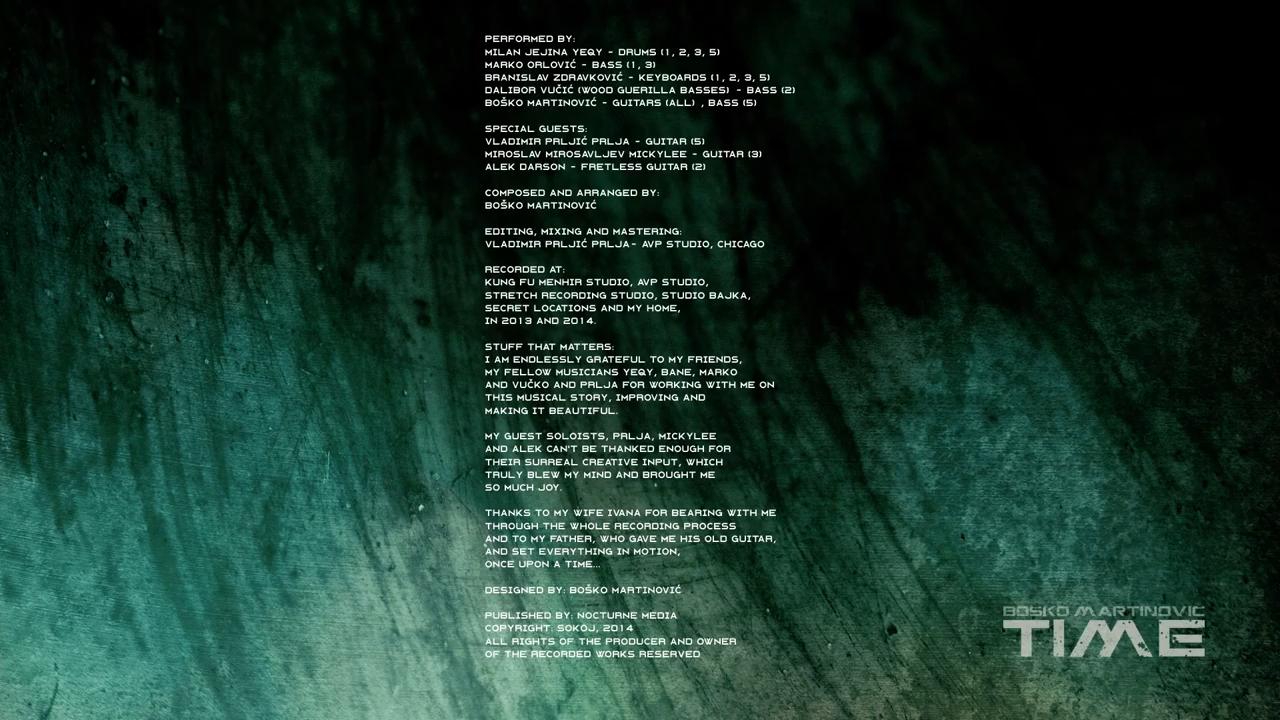 PERFORMED BY:
MILAN JEJINA YEQY - DRUMS (1, 2, 3, 5)
MARKO ORLOVIĆ - BASS (1, 3)
BRANISLAV ZDRAVKOVIĆ - KEYBOARDS (1, 2, 3, 5)
DALIBOR VUČIĆ (WOOD GUERILLA BASSES) - BASS (2)
BOŠKO MARTINOVIĆ - GUITARS (ALL) , BASS (5)
SPECIAL GUESTS:
VLADIMIR PRLJIĆ PRLJA - GUITAR (5)
MIROSLAV MIROSAVLJEV MICKYLEE - GUITAR (3)
ALEK DARSON - FRETLESS GUITAR (2)
COMPOSED AND ARRANGED BY:
BOŠKO MARTINOVIĆ
EDITING, MIXING AND MASTERING:
VLADIMIR PRLJIĆ PRLJA- AVP STUDIO, CHICAGO
RECORDED AT:
KUNG FU MENHIR STUDIO, AVP STUDIO,
STRETCH RECORDING STUDIO, STUDIO BAJKA,
SECRET LOCATIONS AND MY HOME,
IN 2013 AND 2014.
STUFF THAT MATTERS:
I AM ENDLESSLY GRATEFUL TO MY FRIENDS,
MY FELLOW MUSICIANS YEQY, BANE, MARKO
AND VUČKO AND PRLJA FOR WORKING WITH ME ON
THIS MUSICAL STORY, IMPROVING AND
MAKING IT BEAUTIFUL.
MY GUEST SOLOISTS, PRLJA, MICKYLEE
AND ALEK CAN'T BE THANKED ENOUGH FOR
THEIR SURREAL CREATIVE INPUT, WHICH
TRULY BLEW MY MIND AND BROUGHT ME
SO MUCH JOY.
THANKS TO MY WIFE IVANA FOR BEARING WITH ME
THROUGH THE WHOLE RECORDING PROCESS
AND TO MY FATHER, WHO GAVE ME HIS OLD GUITAR,
AND SET EVERYTHING IN MOTION,
ONCE UPON A TIME...
DESIGNED BY: BOŠKO MARTINOVIĆ
PUBLISHED BY: NOCTURNE MEDIA
COPYRIGHT: SOKOJ, 2014
ALL RIGHTS OF THE PRODUCER AND OWNER
OF THE RECORDED WORKS RESERVED
BOSKO MARTINOVIC
TIME